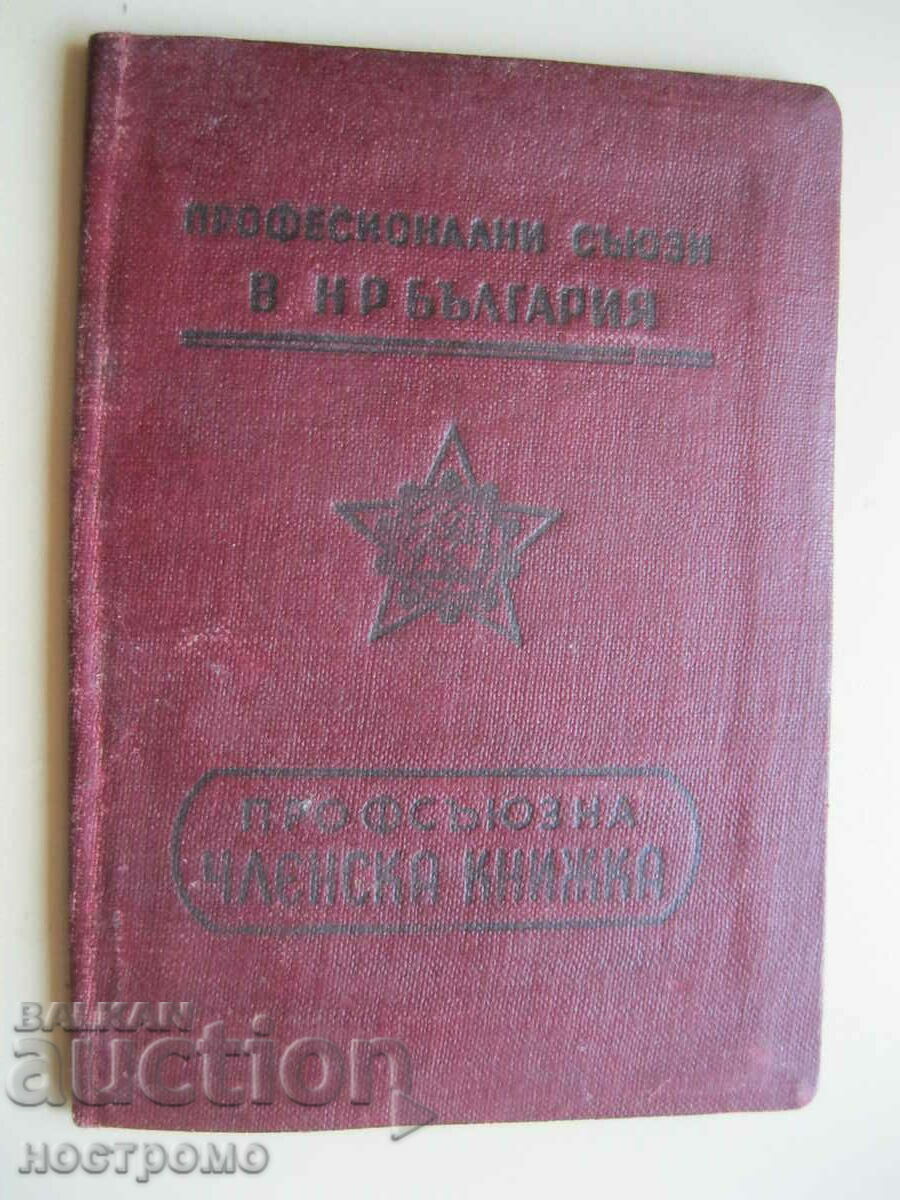 ПРОФЕСИОНАЛНИ СЪЮЗИ
В НР БЪЛГАРИЯ
ПРОФСЪЮЗНА
ЧЛЕНСКА КНИЖКА
BALKAN
auction
ностромо